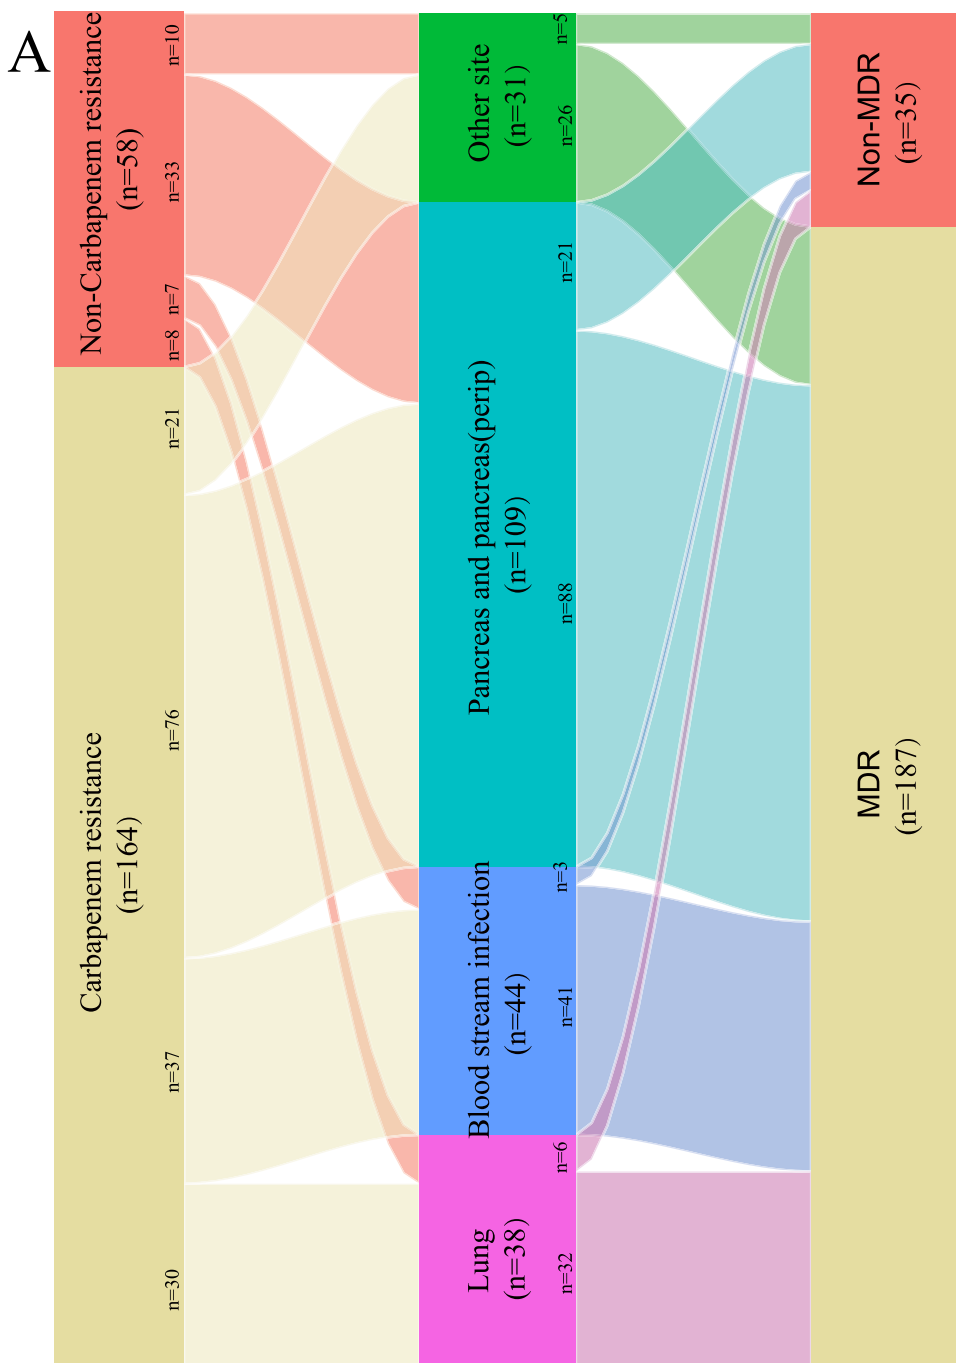 A
Non-Carbapenem resistance
(n=58)
n=10
n=33
n=7
n=8
Carbapenem resistance
(n=164)
n=21
n=76
n=37
n=30
Other site
(n=31)
n=5
n=26
Pancreas and pancreas(perip)
(n=109)
n=21
n=88
Blood stream infection
(n=44)
n=3
n=41
Lung
(n=38)
n=6
n=32
Non-MDR
(n=35)
MDR
(n=187)